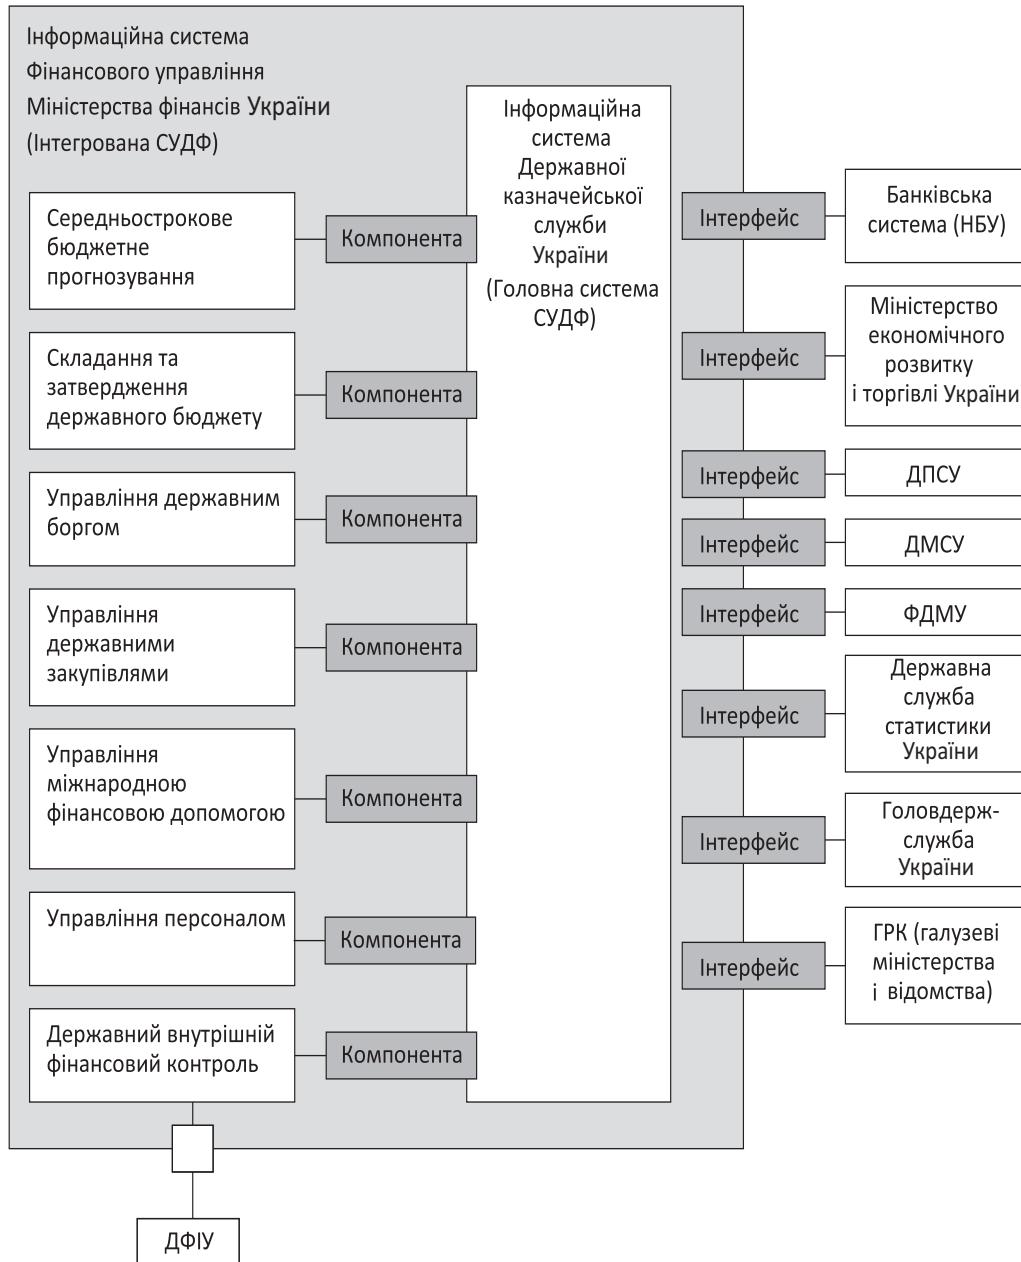 Інформаційна система
Фінансового управління
Міністерства фінансів України
(Інтегрована СУДФ)
Інформаційна
система
Державної
казначейської
служби
України
(Головна система
СУДФ)
Середньострокове
бюджетне
прогнозування
Компонента
Складання та
затвердження
державного бюджету
Компонента
Управління державним
боргом
Компонента
Управління
державними
закупівлями
Компонента
Управління
міжнародною
фінансовою допомогою
Компонента
Управління персоналом
Компонента
Державний внутрішній
фінансовий контроль
Компонента
ДФІУ
Інтерфейс
Банківська
система (НБУ)
Інтерфейс
Міністерство
економічного
розвитку
і торгівлі України
Інтерфейс
ДПСУ
Інтерфейс
ДМСУ
Інтерфейс
ФДМУ
Інтерфейс
Державна
служба
статистики
України
Інтерфейс
Головдерж-
служба
України
Інтерфейс
ГРК (галузеві
міністерства
і відомства)